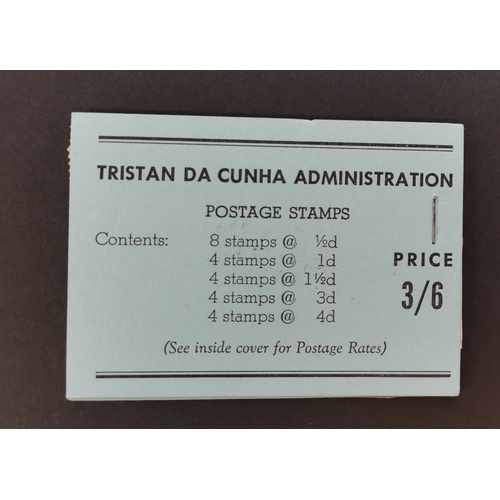 TRISTAN DA CUNHA ADMINISTRATION
POSTAGE STAMPS
Contents: 8 stamps @ ½d
4 stamps @ 1d
4 stamps @ 1½d
4 stamps @ 3d
4 stamps @ 4d
PRICE
3/6
(See inside cover for Postage Rates)